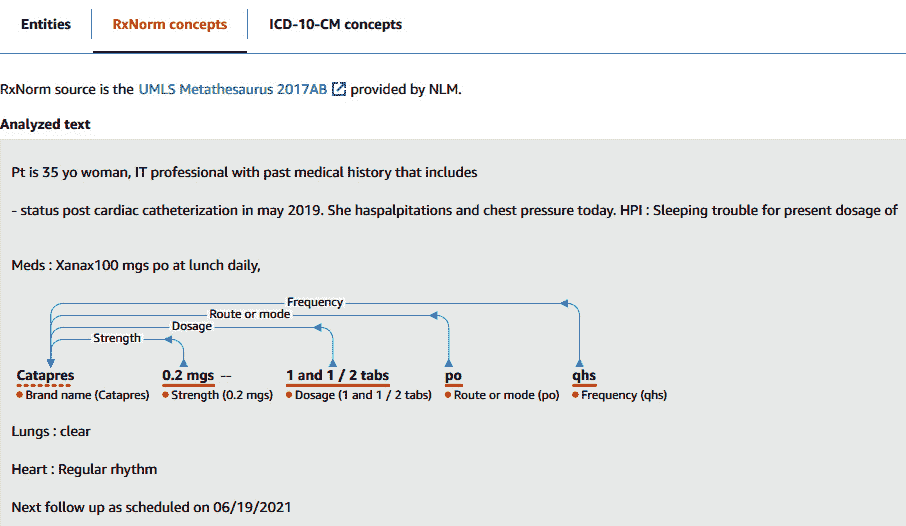 Entities RxNorm concepts ICD-10-CM concepts
RxNorm source is the UMLS Metathesaurus 2017AB provided by NLM.
Analyzed text
Pt is 35 yo woman, IT professional with past medical history that includes
- status post cardiac catheterization in may 2019. She haspalpitations and chest pressure today. HPI : Sleeping trouble for present dosage of
Meds : Xanax100 mgs po at lunch daily,
Frequency
Route or mode
Dosage
Strength
Catapres 0.2 mgs -- 1 and 1 / 2 tabs po qhs
Brand name (Catapres) Strength (0.2 mgs) Dosage (1 and 1 / 2 tabs) Route or mode (po) Frequency (qhs)
Lungs : clear
Heart : Regular rhythm
Next follow up as scheduled on 06/19/2021